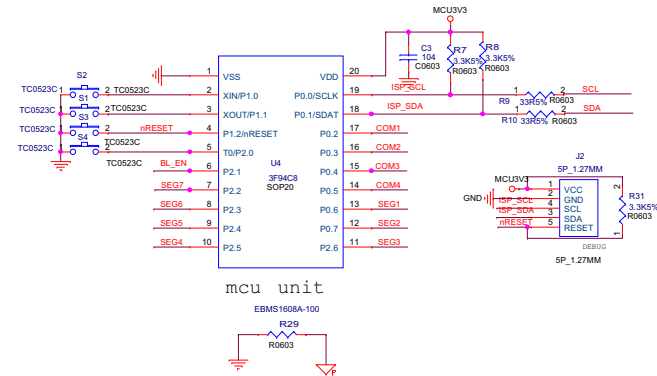 MCU3V3
S2
TC0523C 1 2 TC0523C
S1
1 2 TC0523C
S3
TC0523C 1 2 TC0523C
S4
1 2
TC0523C
nRESET
BL_EN
SEG7
SEG6
SEG5
SEG4
1 VSS VDD 20
2 XIN/P1.0 P0.0/SCLK 19
3 XOUT/P1.1 P0.1/SDAT 18
4 P1.2/nRESET P0.2 17
5 T0/P2.0 P0.3 16
6 P2.1 P0.4 15
7 P2.2 P0.5 14
8 P2.3 P0.6 13
9 P2.4 P0.7 12
10 P2.5 P2.6 11
U4
3F94C8
SOP20
C3
104
C0603
R7
3.3K5%
R0603
R8
3.3K5%
R0603
ISP_SCL
ISP_SDA
COM1
COM2
COM3
COM4
SEG1
SEG2
SEG3
R9 1 33R5% 2 R0603 SCL
R10 1 33R5% 2 R0603 SDA
J2
5P_1.27MM
MCU3V3
GND
ISP_SCL
ISP_SDA
nRESET
1 VCC
2 GND
4 SCL
3 SDA
5 RESET
DEBUG
5P_1.27MM
2
R31
3.3K5%
R0603
1
mcu unit
EBMS1608A-100
R29
R0603
P